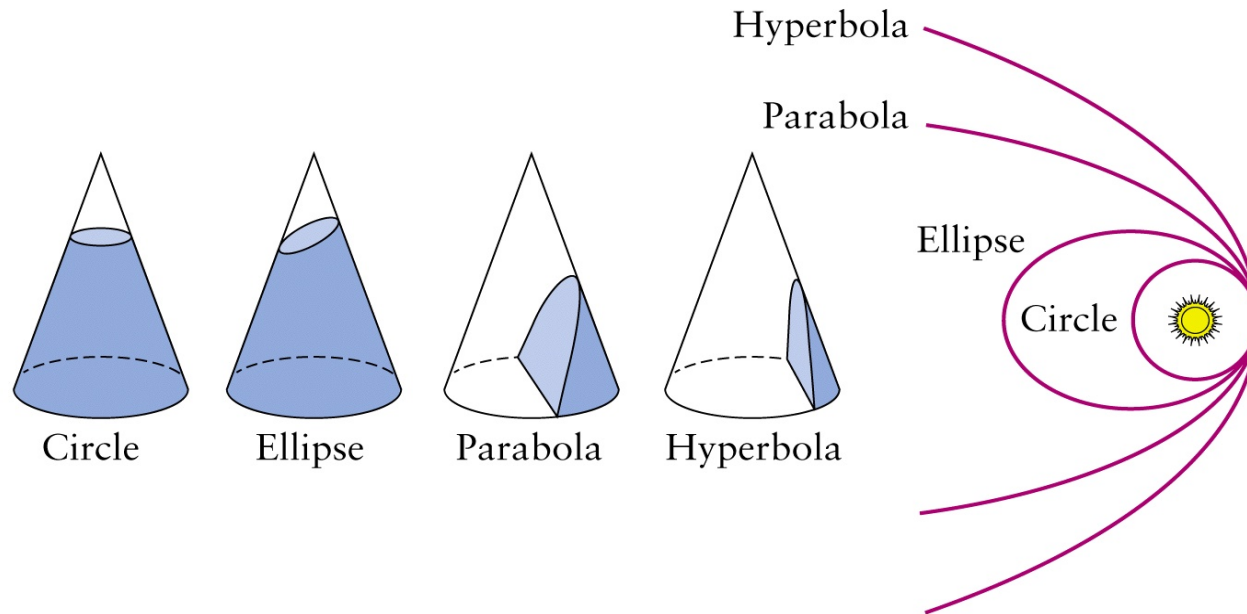 Circle
Ellipse
Parabola
Hyperbola
Hyperbola
Parabola
Ellipse
Circle